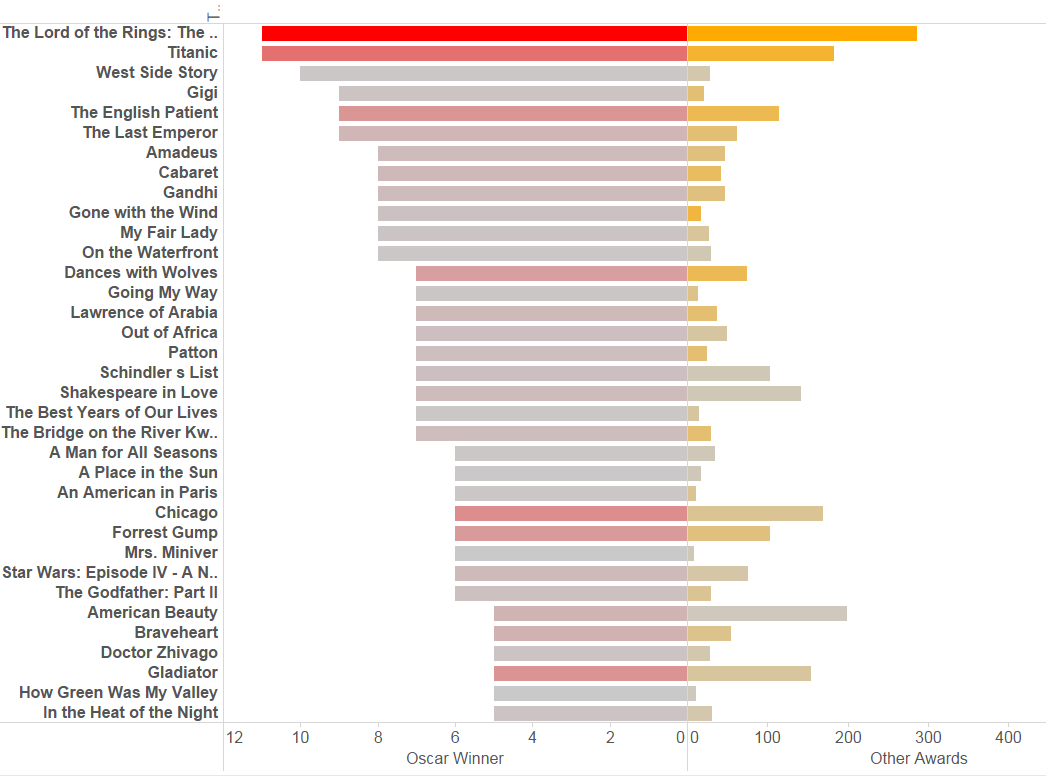 The Lord of the Rings: The ..
Titanic
West Side Story
Gigi
The English Patient
The Last Emperor
Amadeus
Cabaret
Gandhi
Gone with the Wind
My Fair Lady
On the Waterfront
Dances with Wolves
Going My Way
Lawrence of Arabia
Out of Africa
Patton
Schindler s List
Shakespeare in Love
The Best Years of Our Lives
The Bridge on the River Kw..
A Man for All Seasons
A Place in the Sun
An American in Paris
Chicago
Forrest Gump
Mrs. Miniver
Star Wars: Episode IV - A N..
The Godfather: Part II
American Beauty
Braveheart
Doctor Zhivago
Gladiator
How Green Was My Valley
In the Heat of the Night
12 10 8 6 4 2 0 0 100 200 300 400
Oscar Winner Other Awards